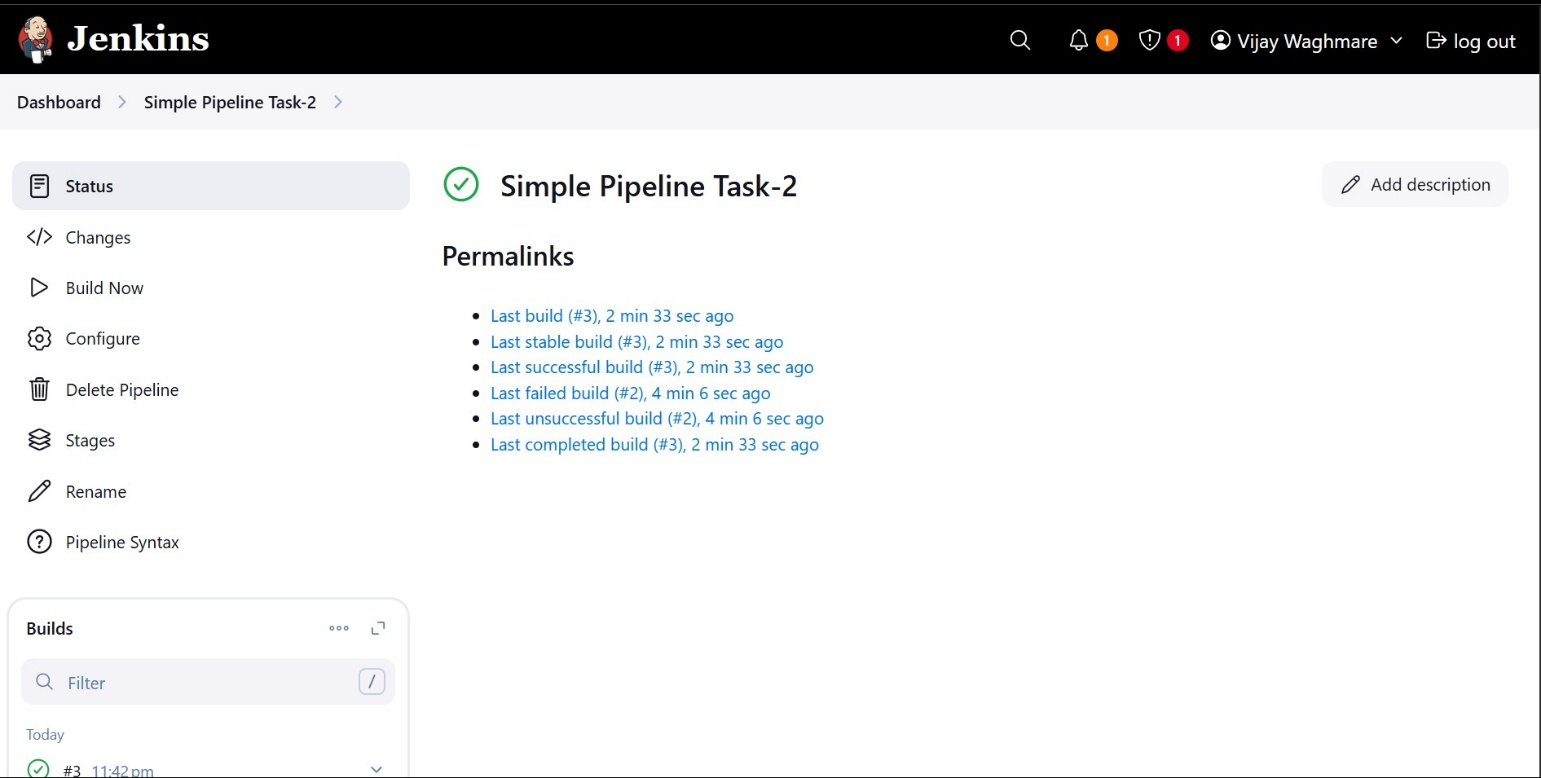 Jenkins
1 1 Vijay Waghmare log out
Dashboard Simple Pipeline Task-2
Status
Changes
Build Now
Configure
Delete Pipeline
Stages
Rename
Pipeline Syntax
Simple Pipeline Task-2
Add description
Permalinks
Last build (#3), 2 min 33 sec ago
Last stable build (#3), 2 min 33 sec ago
Last successful build (#3), 2 min 33 sec ago
Last failed build (#2), 4 min 6 sec ago
Last unsuccessful build (#2), 4 min 6 sec ago
Last completed build (#3), 2 min 33 sec ago
Builds
Filter /
Today
#3 11:42 pm